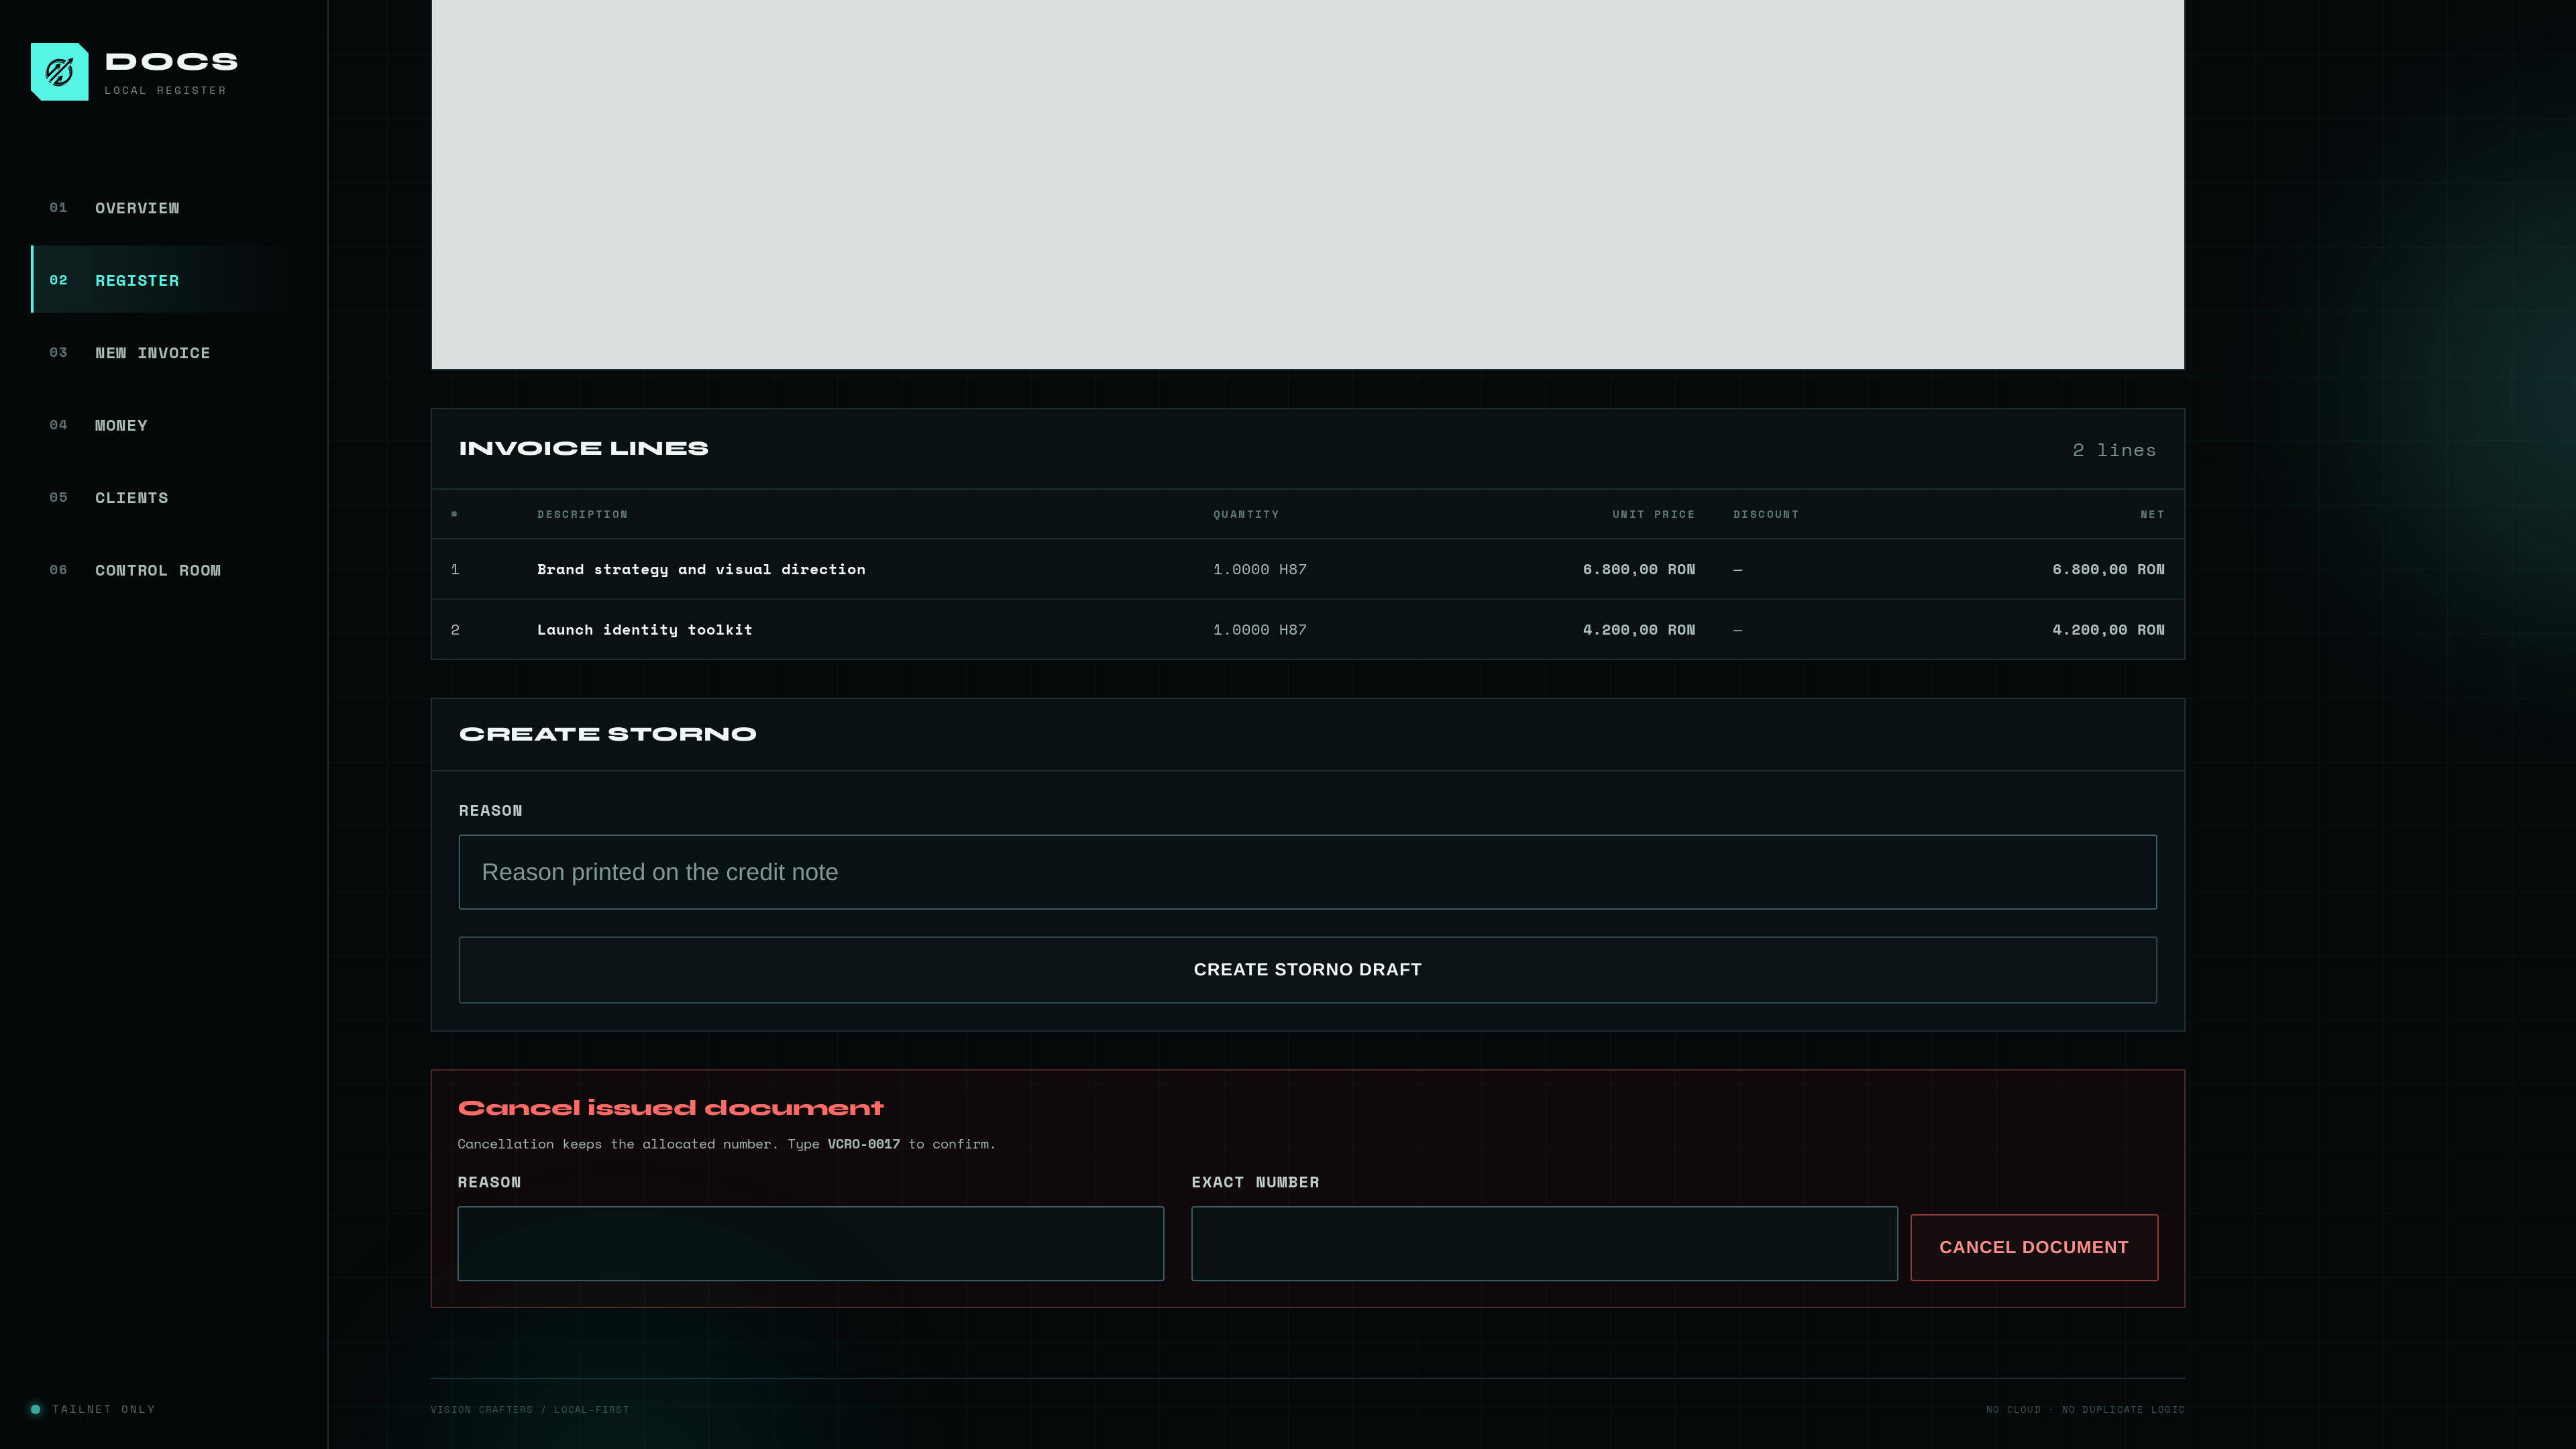 DOCS
LOCAL REGISTER
01 OVERVIEW
02 REGISTER
03 NEW INVOICE
04 MONEY
05 CLIENTS
06 CONTROL ROOM
TAILNET ONLY
INVOICE LINES 2 lines
# DESCRIPTION QUANTITY UNIT PRICE DISCOUNT NET
1 Brand strategy and visual direction 1.0000 H87 6.800,00 RON — 6.800,00 RON
2 Launch identity toolkit 1.0000 H87 4.200,00 RON — 4.200,00 RON
CREATE STORNO
REASON
Reason printed on the credit note
CREATE STORNO DRAFT
Cancel issued document
Cancellation keeps the allocated number. Type VCRO-0017 to confirm.
REASON EXACT NUMBER
CANCEL DOCUMENT
VISION CRAFTERS / LOCAL-FIRST NO CLOUD · NO DUPLICATE LOGIC